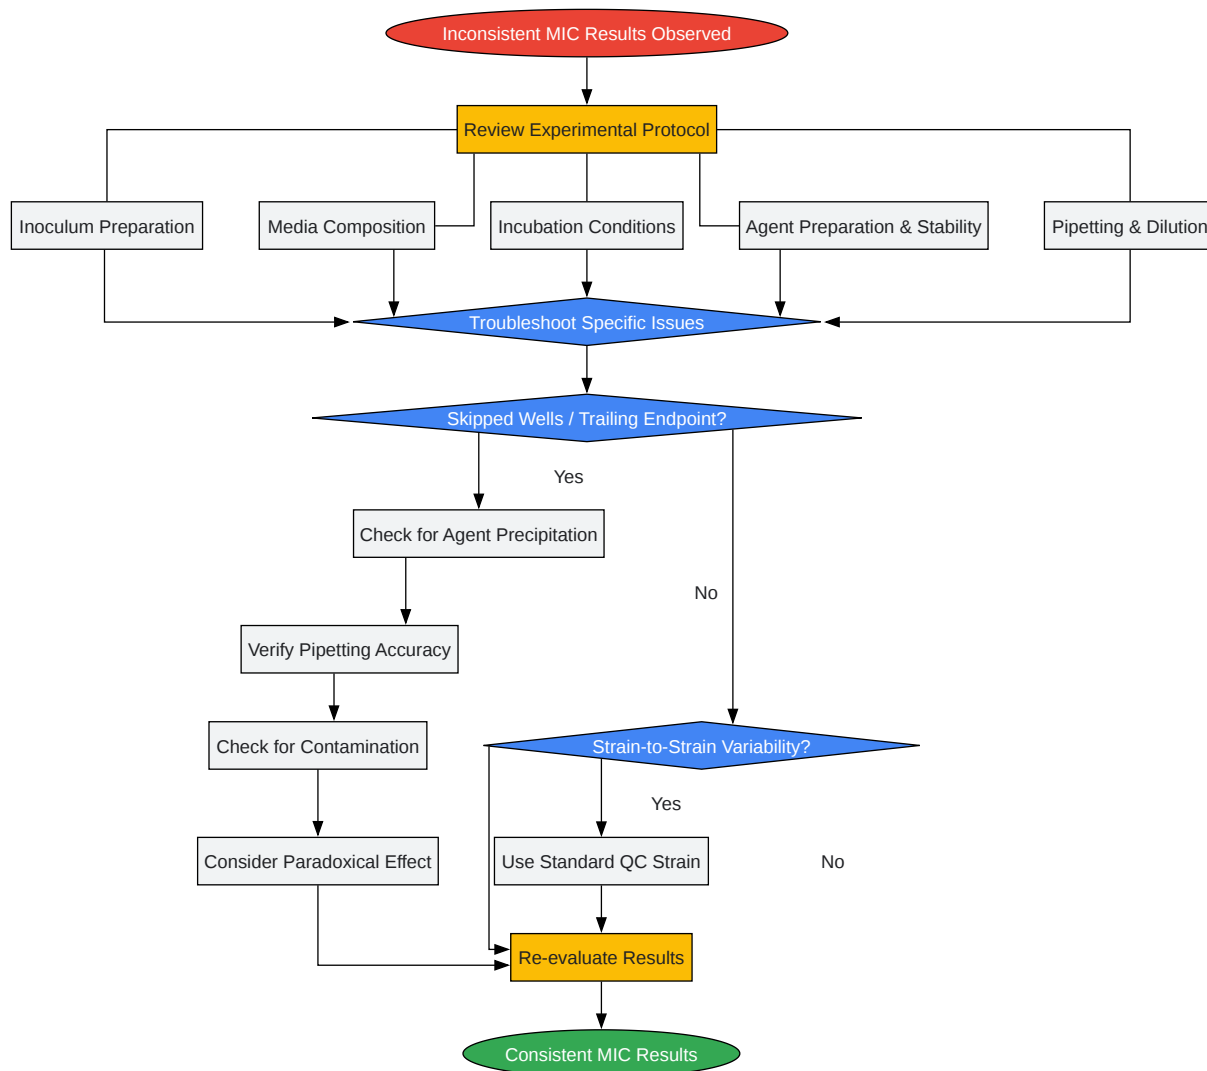 Inconsistent MIC Results Observed
Review Experimental Protocol
Inoculum Preparation
Media Composition
Incubation Conditions
Agent Preparation & Stability
Pipetting & Dilution
Troubleshoot Specific Issues
Skipped Wells / Trailing Endpoint?
Yes
Check for Agent Precipitation
No
Verify Pipetting Accuracy
Check for Contamination
Strain-to-Strain Variability?
Yes
Consider Paradoxical Effect
Use Standard QC Strain
No
Re-evaluate Results
Consistent MIC Results